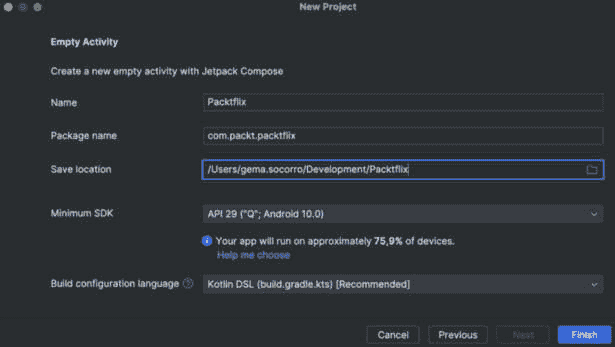 New Project
Empty Activity
Create a new empty activity with Jetpack Compose
Name
Packtflix
Package name
com.packt.packtflix
Save location
/Users/gema.socorro/Development/Packtflix
Minimum SDK
API 29 ("Q"; Android 10.0)
Your app will run on approximately 75,9% of devices.
Help me choose
Build configuration language
Kotlin DSL (build.gradle.kts) [Recommended]
Cancel
Previous
Next
Finish